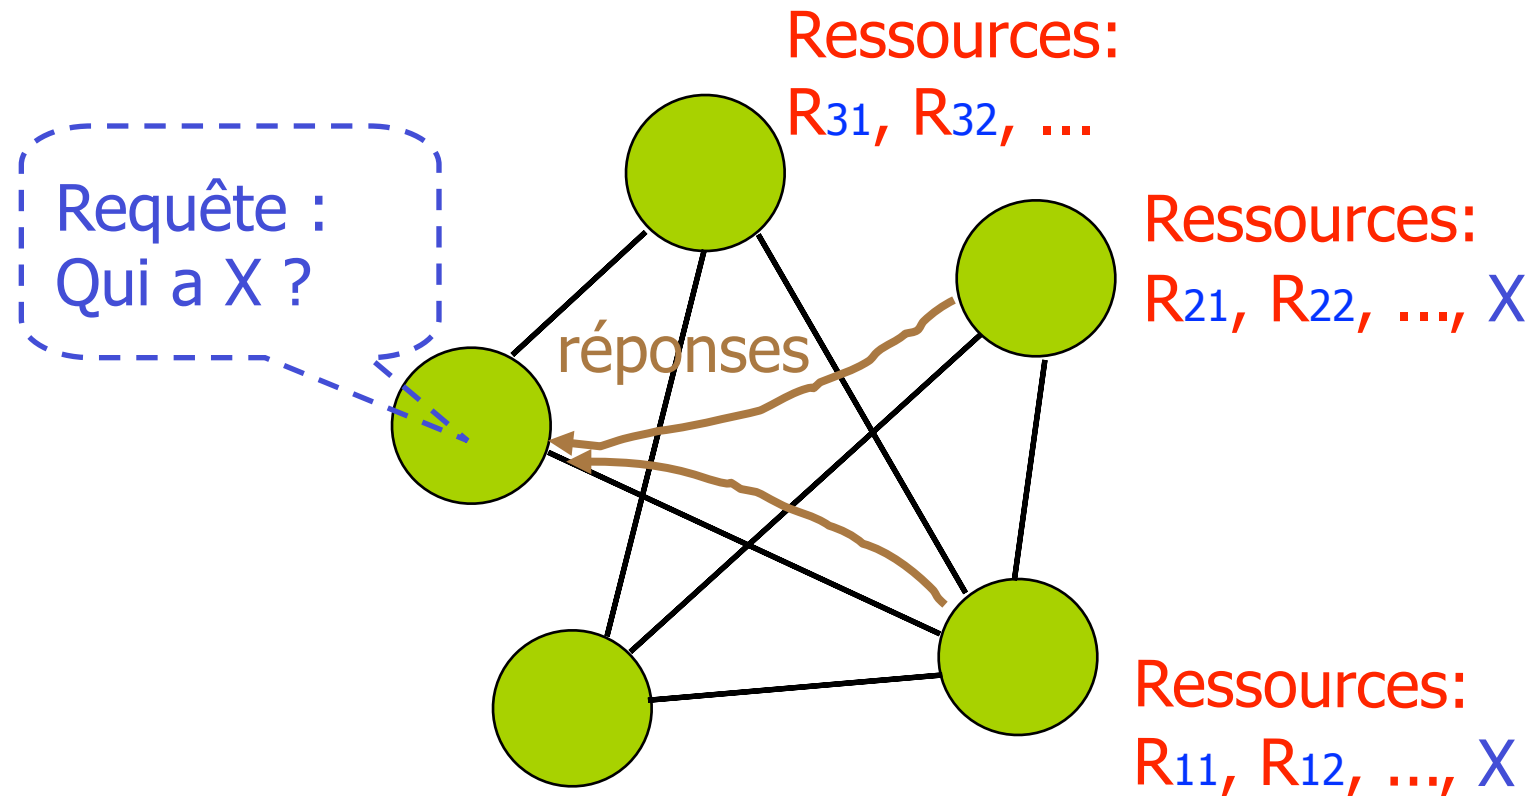 Ressources:
R31, R32, ...
Requête :
Qui a X ?
Ressources:
R21, R22, ..., X
réponses
Ressources:
R11, R12, ..., X